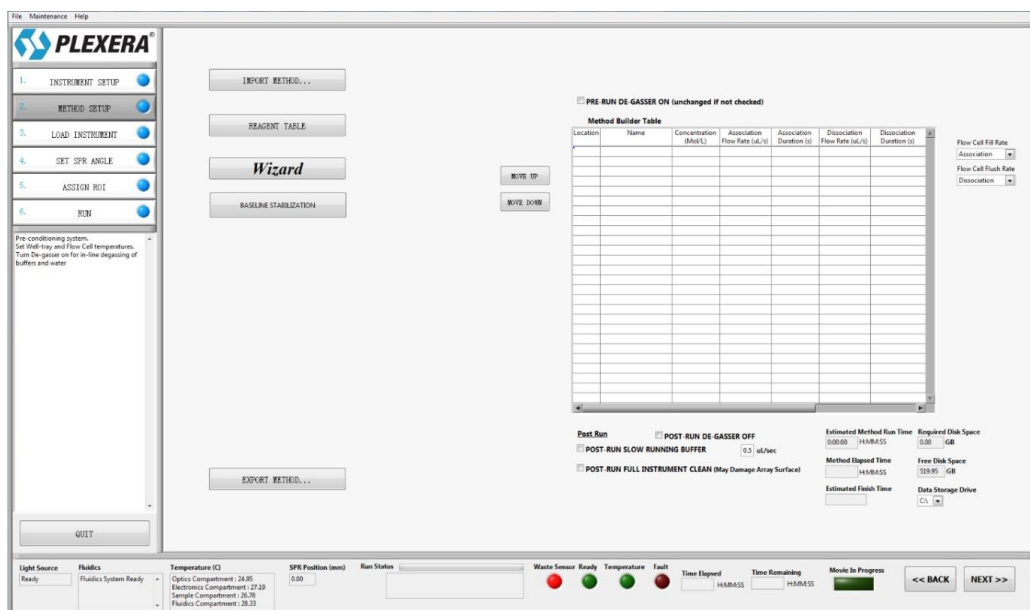 File Maintenance Help
PLEXERA®
1. INSTRUMENT SETUP
2. METHOD SETUP
3. LOAD INSTRUMENT
4. SET SPR ANGLE
5. ASSIGN ROI
6. RUN
Pre-conditioning system.
Set Well-tray and Flow Cell temperatures.
Turn De-gasser on for in-line degassing of
buffers and water
QUIT
IMPORT METHOD...
REAGENT TABLE
Wizard
BASELINE STABILIZATION
EXPORT METHOD...
MOVE UP
MOVE DOWN
PRE-RUN DE-GASSER ON (unchanged if not checked)
Method Builder Table
Location Name Concentration (Mol/L) Association Flow Rate (uL/s) Association Duration (s) Dissociation Flow Rate (uL/s) Dissociation Duration (s)
Flow Cell Fill Rate
Association
Flow Cell Flush Rate
Dissociation
Post Run
POST-RUN DE-GASSER OFF
POST-RUN SLOW RUNNING BUFFER 0.5 uL/sec
POST-RUN FULL INSTRUMENT CLEAN (May Damage Array Surface)
Estimated Method Run Time
0:00:00 H:MM:SS
Method Elapsed Time
H:MM:SS
Estimated Finish Time
Required Disk Space
0.00 GB
Free Disk Space
519.95 GB
Data Storage Drive
C:\
Light Source
Ready
Fluidics
Fluidics System Ready
Temperature (C)
Optics Compartment : 24.95
Electronics Compartment : 27.19
Sample Compartment : 26.78
Fluidics Compartment : 28.33
SPR Position (mm)
0.00
Run Status
Waste Sensor Ready Temperature Fault
Time Elapsed
H:MM:SS
Time Remaining
H:MM:SS
Movie In Progress
<< BACK
NEXT >>